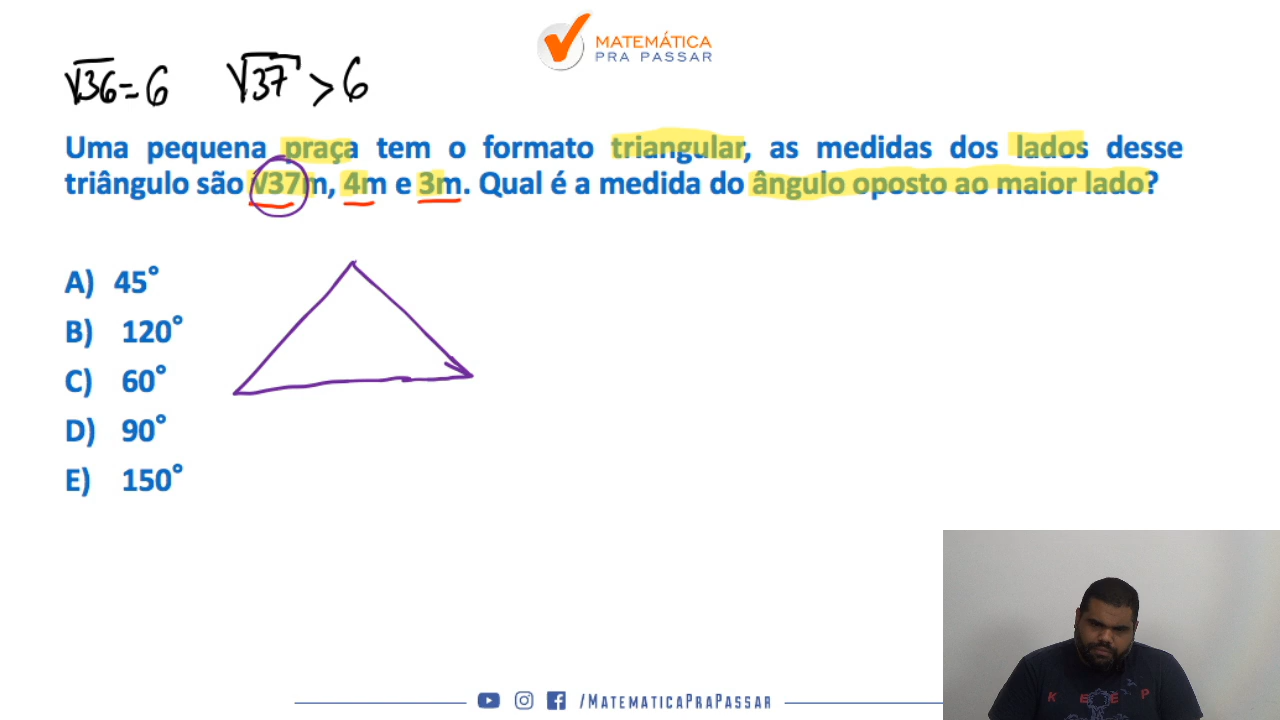 MATEMÁTICA
PRA PASSAR
√36 = 6 √37 > 6
Uma pequena praça tem o formato triangular, as medidas dos lados desse
triângulo são √37m, 4m e 3m. Qual é a medida do ângulo oposto ao maior lado?
A) 45°
B) 120°
C) 60°
D) 90°
E) 150°
K E E P
/MATEMATICAPRAPASSAR